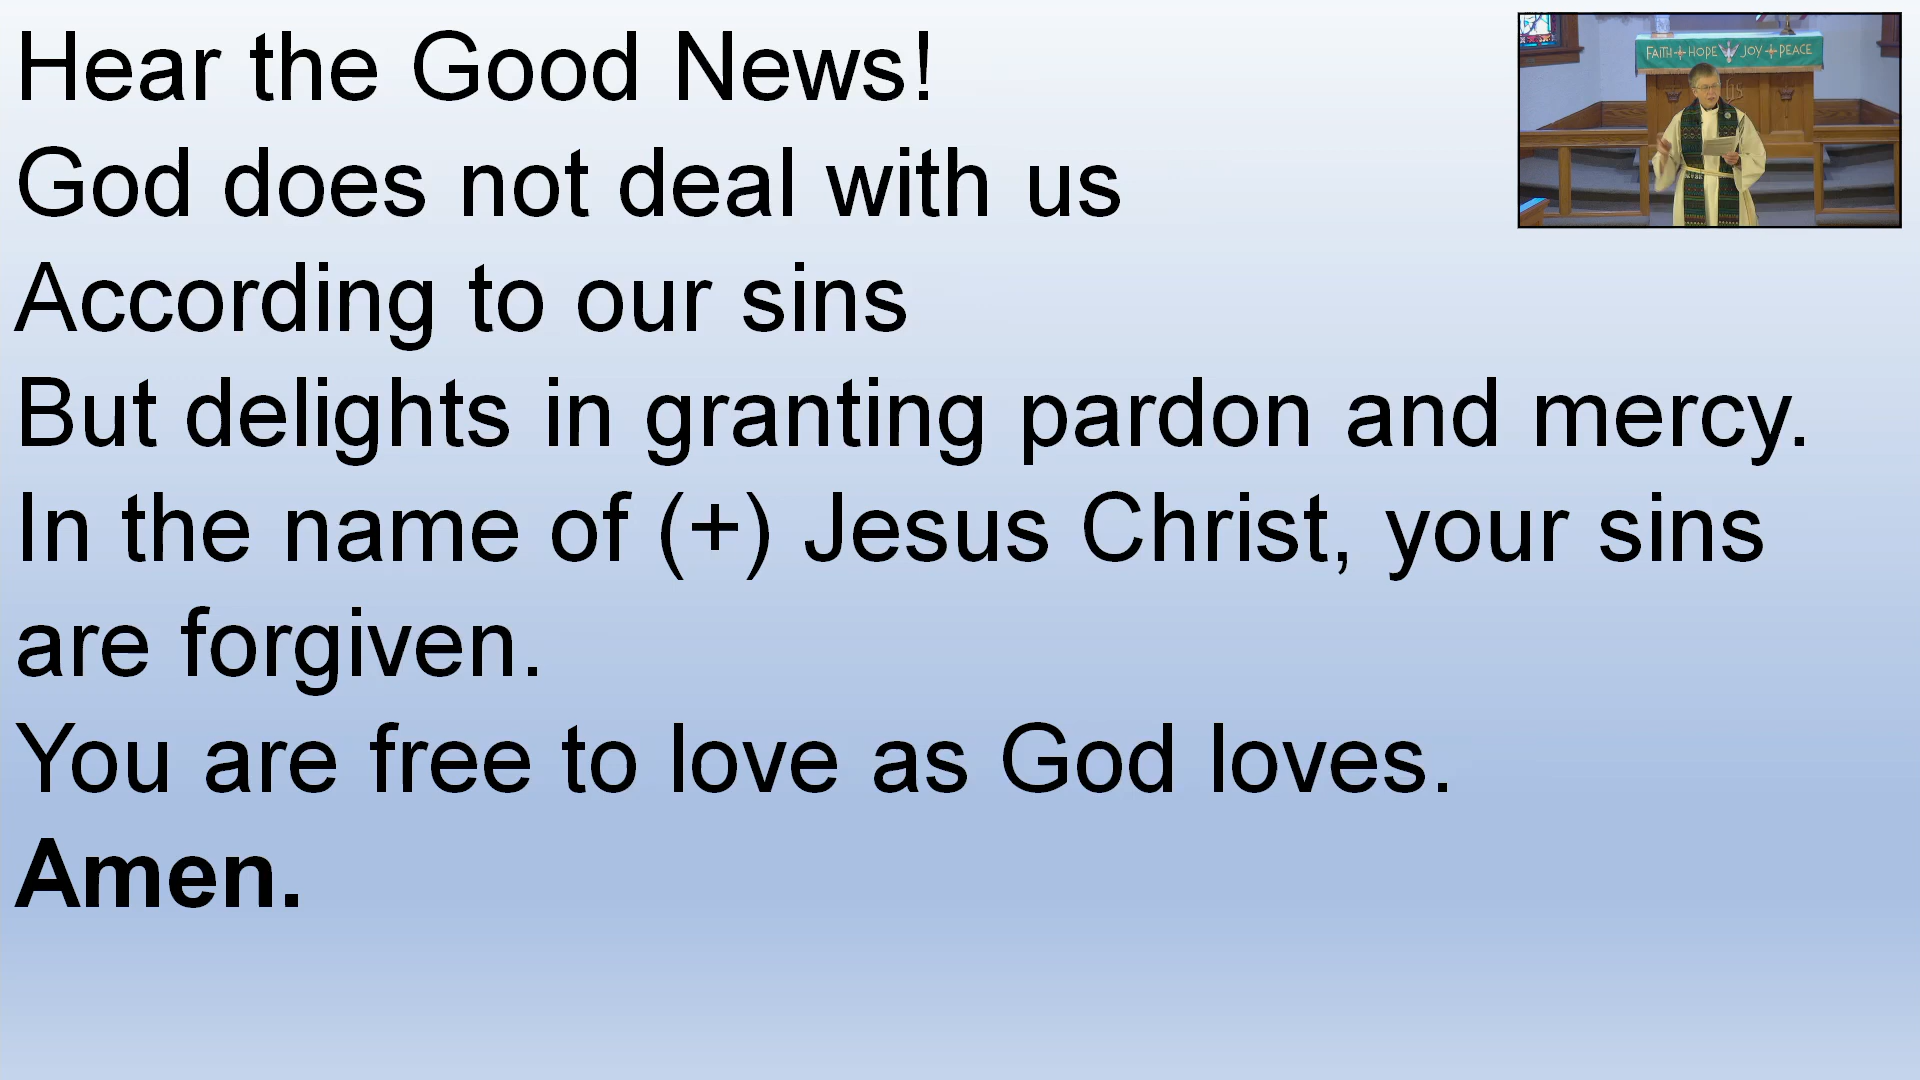 Hear the Good News!
God does not deal with us
According to our sins
But delights in granting pardon and mercy.
In the name of (+) Jesus Christ, your sins
are forgiven.
You are free to love as God loves.
Amen.
FAITH + HOPE JOY + PEACE